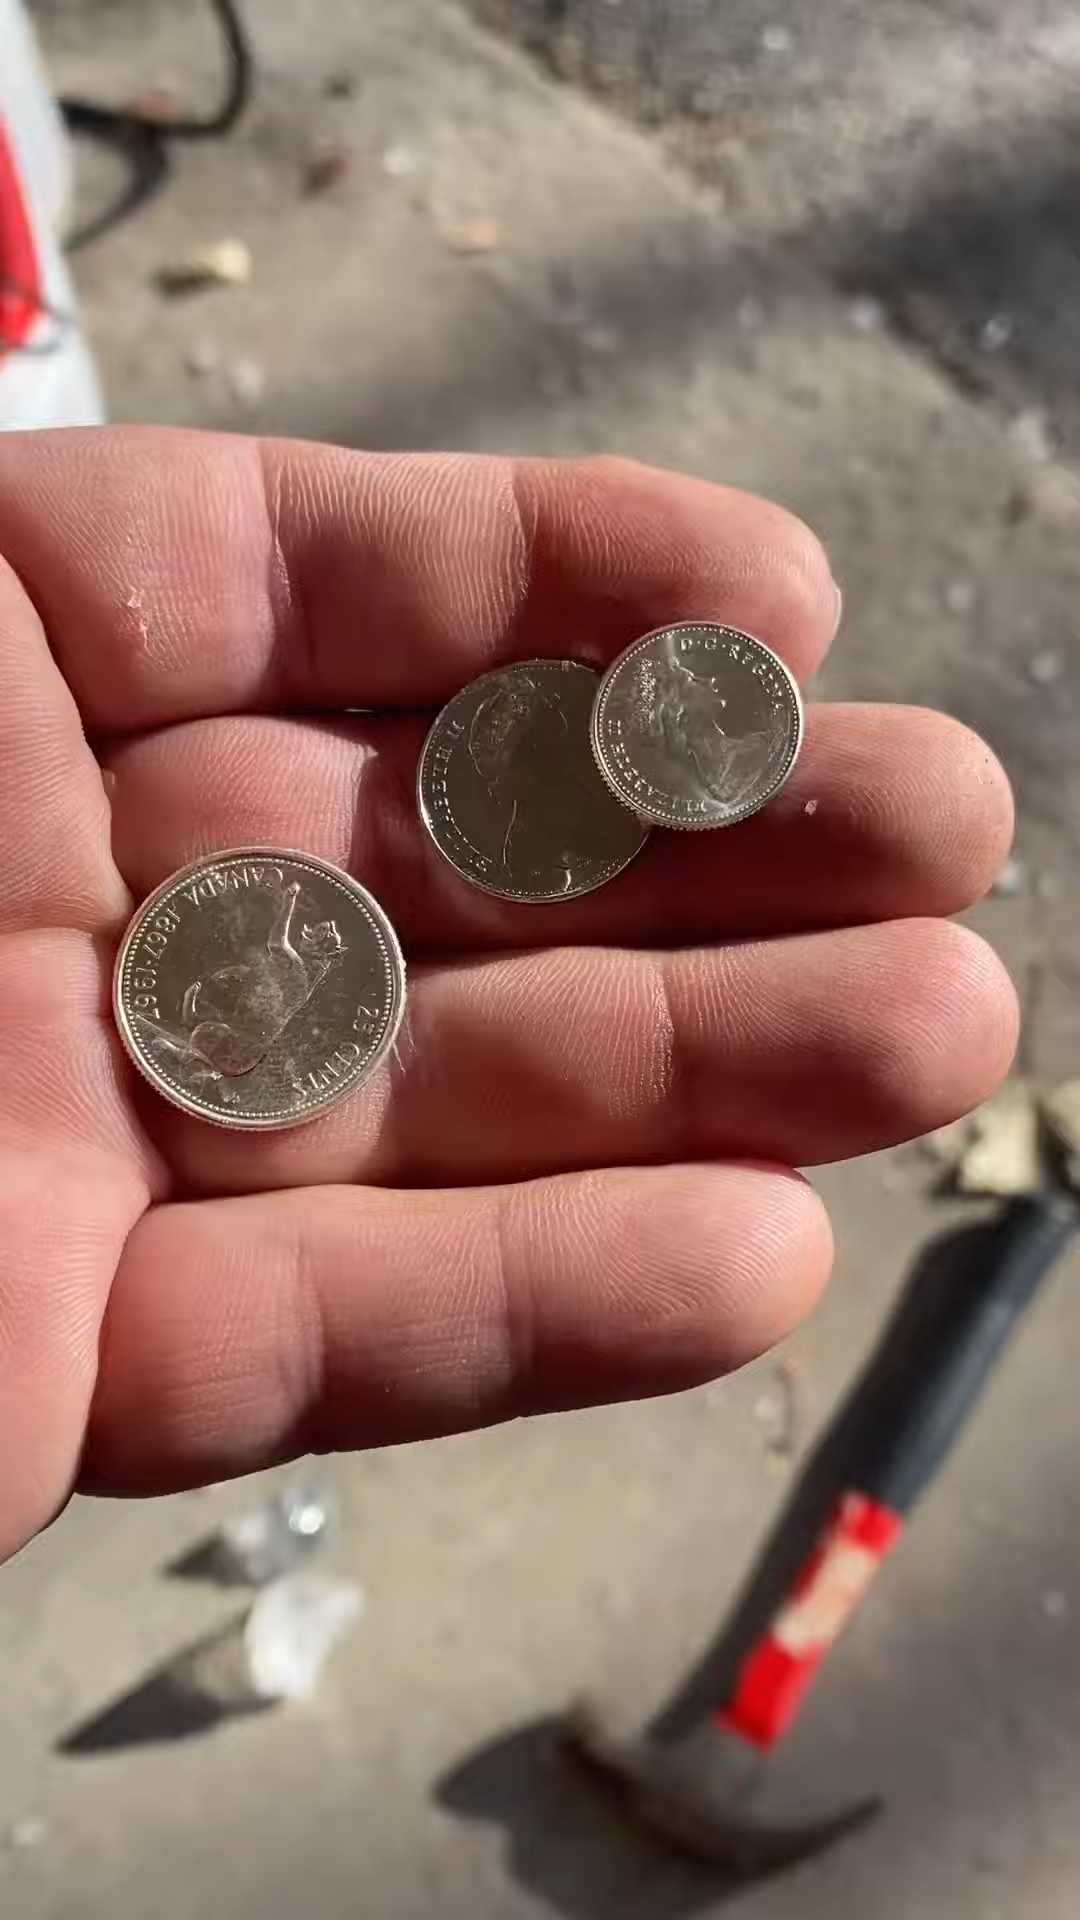 CANADA 1867-1967
25 CENTS
ELIZABETH II
ELIZABETH II
D·G·REGINA